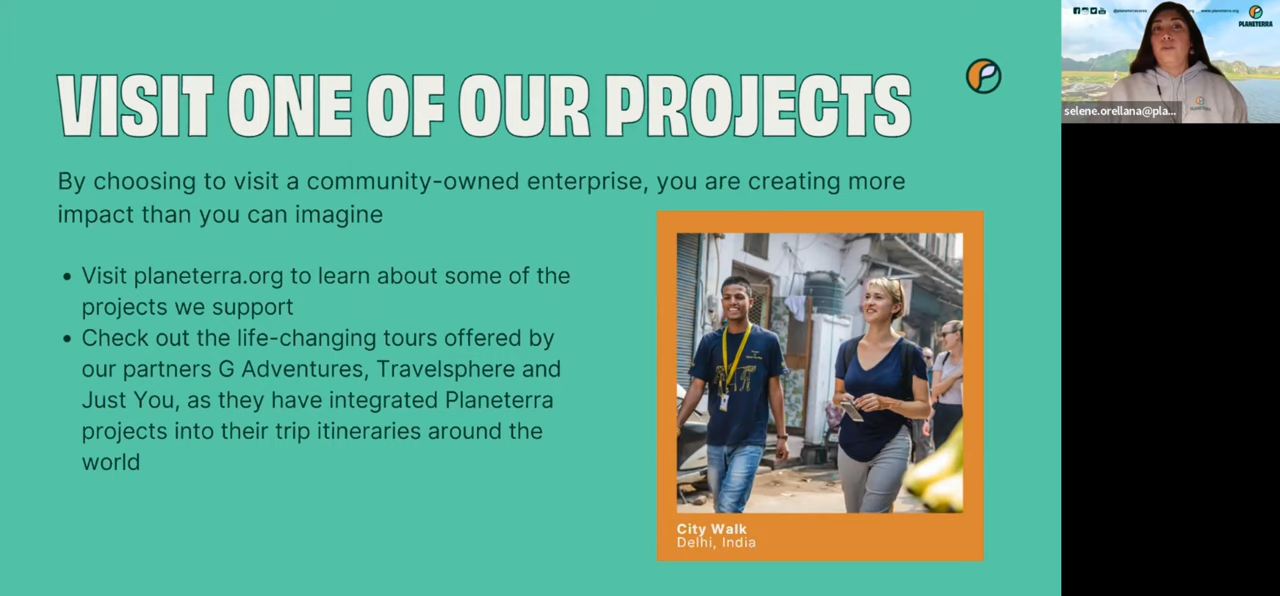 VISIT ONE OF OUR PROJECTS
By choosing to visit a community-owned enterprise, you are creating more
impact than you can imagine
• Visit planeterra.org to learn about some of the
projects we support
• Check out the life-changing tours offered by
our partners G Adventures, Travelsphere and
Just You, as they have integrated Planeterra
projects into their trip itineraries around the
world
City Walk
Delhi, India
PLANETERRA
selene.orellana@pla...